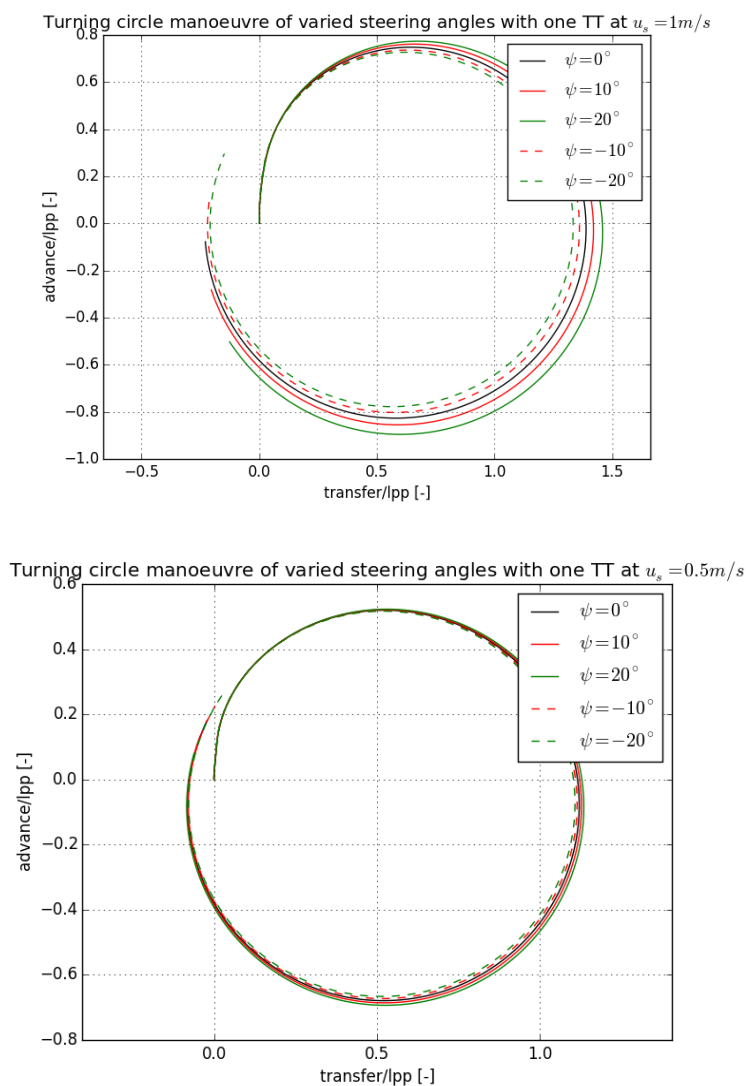 Turning circle manoeuvre of varied steering angles with one TT at u_s = 1m/s
0.8
0.6
0.4
0.2
0.0
−0.2
−0.4
−0.6
−0.8
−1.0
advance/lpp [-]
ψ=0°
ψ=10°
ψ=20°
ψ=−10°
ψ=−20°
−0.5 0.0 0.5 1.0 1.5
transfer/lpp [-]
Turning circle manoeuvre of varied steering angles with one TT at u_s = 0.5m/s
0.6
0.4
0.2
0.0
−0.2
−0.4
−0.6
−0.8
advance/lpp [-]
ψ=0°
ψ=10°
ψ=20°
ψ=−10°
ψ=−20°
0.0 0.5 1.0
transfer/lpp [-]